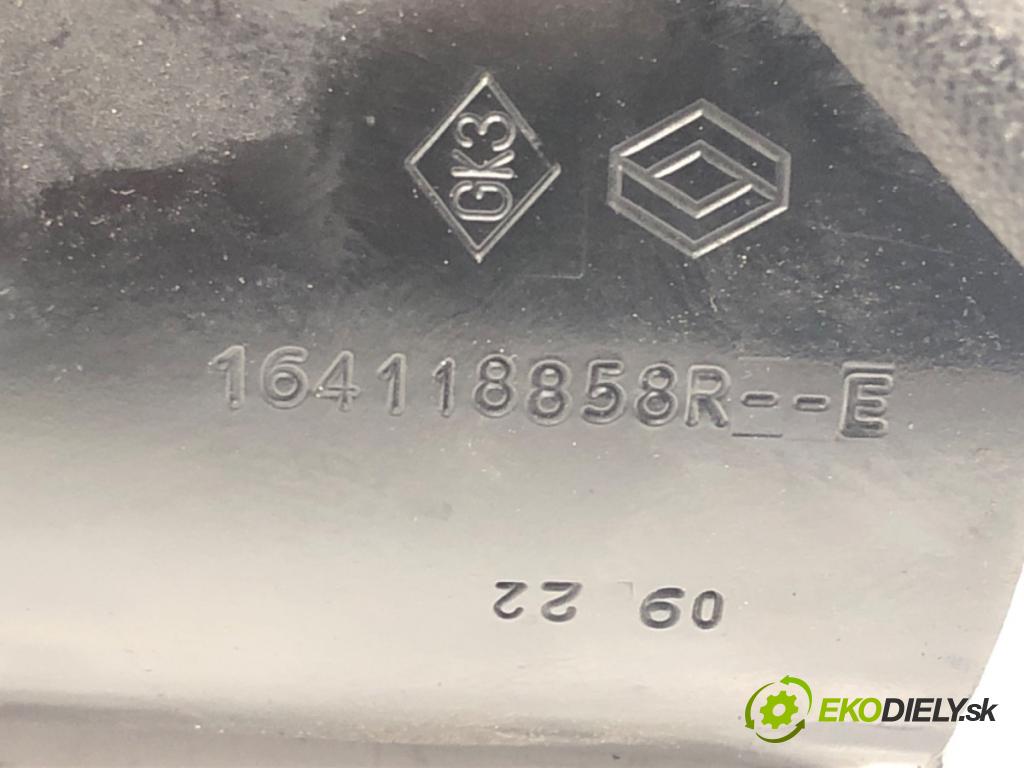 GK3
164118858R--E
09 22
EKODIELY.sk